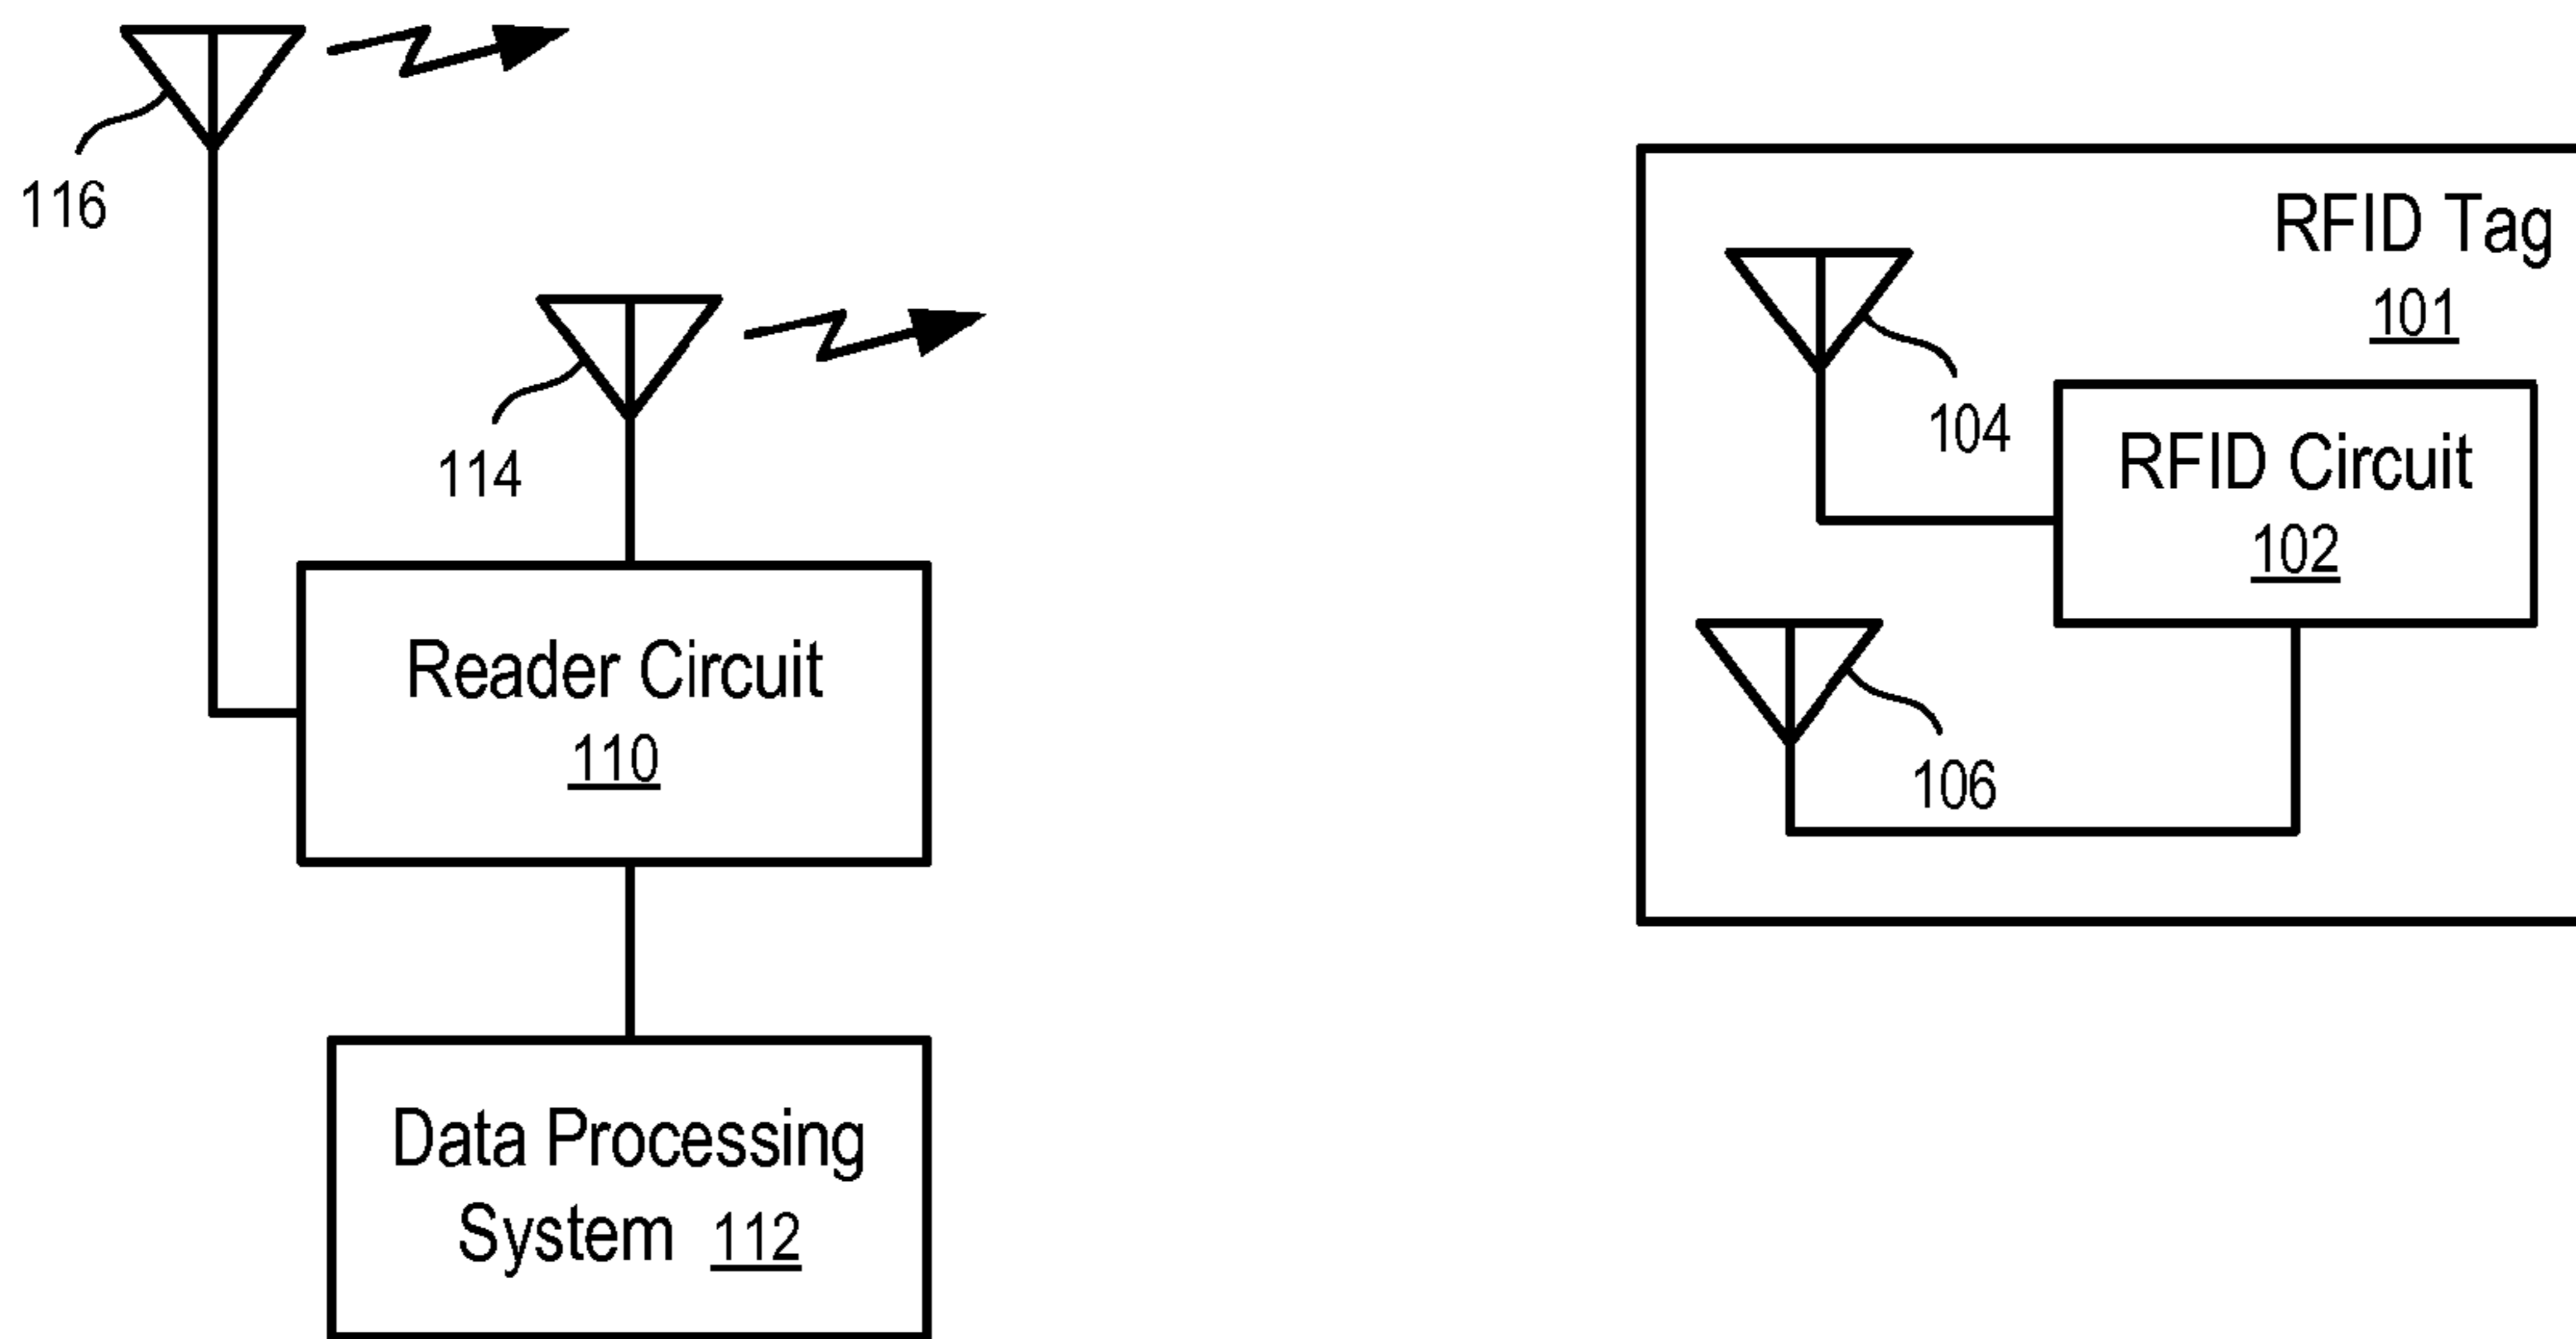 116
114
Reader Circuit
110
Data Processing
System 112
RFID Tag
101
104
RFID Circuit
102
106